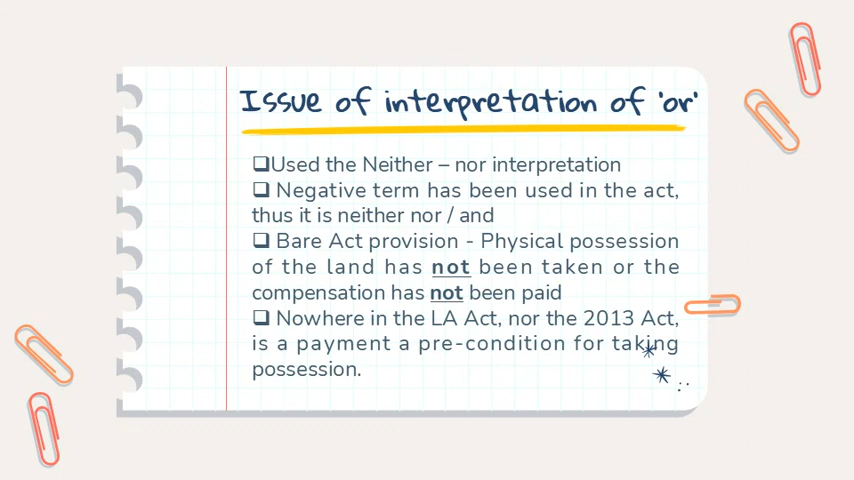 Issue of interpretation of 'or'
❑Used the Neither – nor interpretation
❑ Negative term has been used in the act,
thus it is neither nor / and
❑ Bare Act provision - Physical possession
of the land has not been taken or the
compensation has not been paid
❑ Nowhere in the LA Act, nor the 2013 Act,
is a payment a pre-condition for taking
possession.